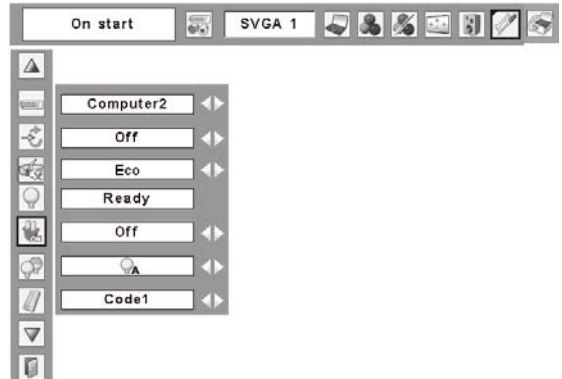 On start
SVGA 1
Computer2
Off
Eco
Ready
Off
A
Code1